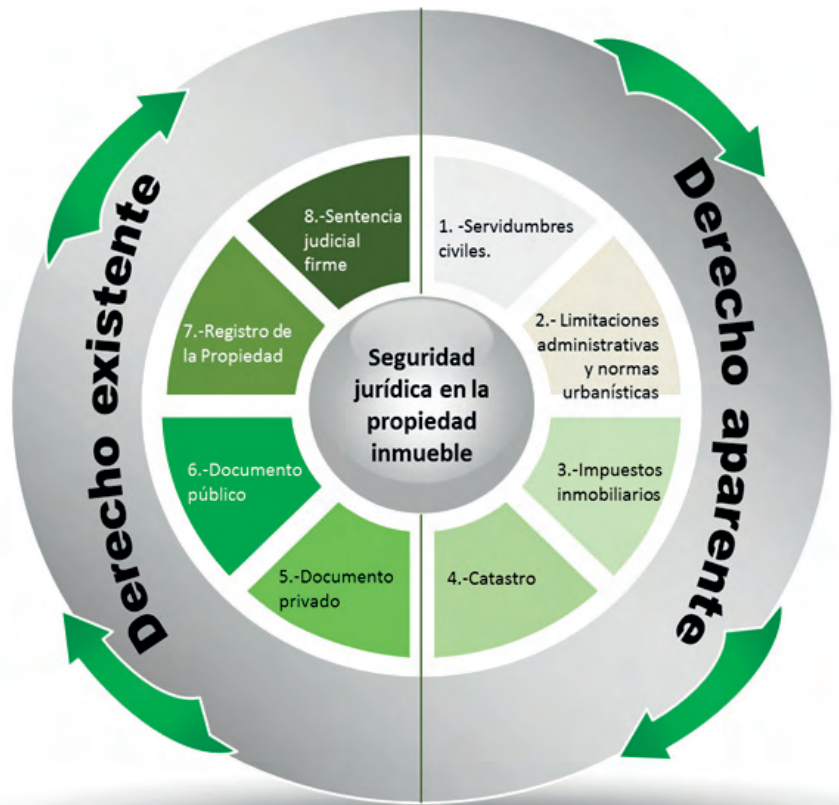 Derecho existente
Derecho aparente
Seguridad
jurídica en la
propiedad
inmueble
1. -Servidumbres
civiles.
2.- Limitaciones
administrativas
y normas
urbanísticas
3.-Impuestos
inmobiliarios
4.-Catastro
5.-Documento
privado
6.-Documento
público
7.-Registro de
la Propiedad
8.-Sentencia
judicial
firme